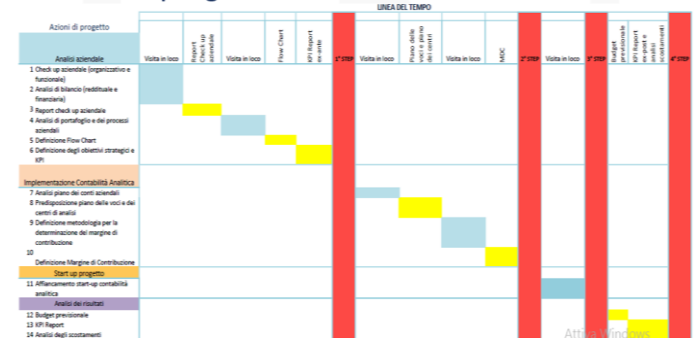 LINEA DEL TEMPO
Azioni di progetto
Analisi aziendale
Visita in loco
Report
Check up
aziendale
Visita in loco
Flow Chart
KPI Report
ex-ante
1° STEP
Visita in loco
Piano delle
voci e piano
dei centri
Visita in loco
MDC
2° STEP
Visita in loco
3° STEP
Budget
previsionale
KPI Report
ex-post e
analisi
scostamenti
4° STEP
1 Check up aziendale (organizzativo e
funzionale)
2 Analisi di bilancio (reddituale e
finanzieria)
3 Report check up aziendale
4 Analisi di portafoglio e dei processi
aziendali
5 Definizione Flow Chart
6 Definizione degli obiettivi strategici e
KPI
Implementazione Contabilità Analitica
7 Analisi piano dei conti aziendali
8 Predisposizione piano delle voci e dei
centri di analisi
9 Definizione metodologia per la
determinazione del margine di
contribuzione
10
Definizione Margine di Contribuzione
Start up progetto
11 Affiancamento start-up contabilità
analitica
Analisi dei risultati
12 Budget previsionale
13 KPI Report
14 Analisi degli scostamenti
Attiva Windows